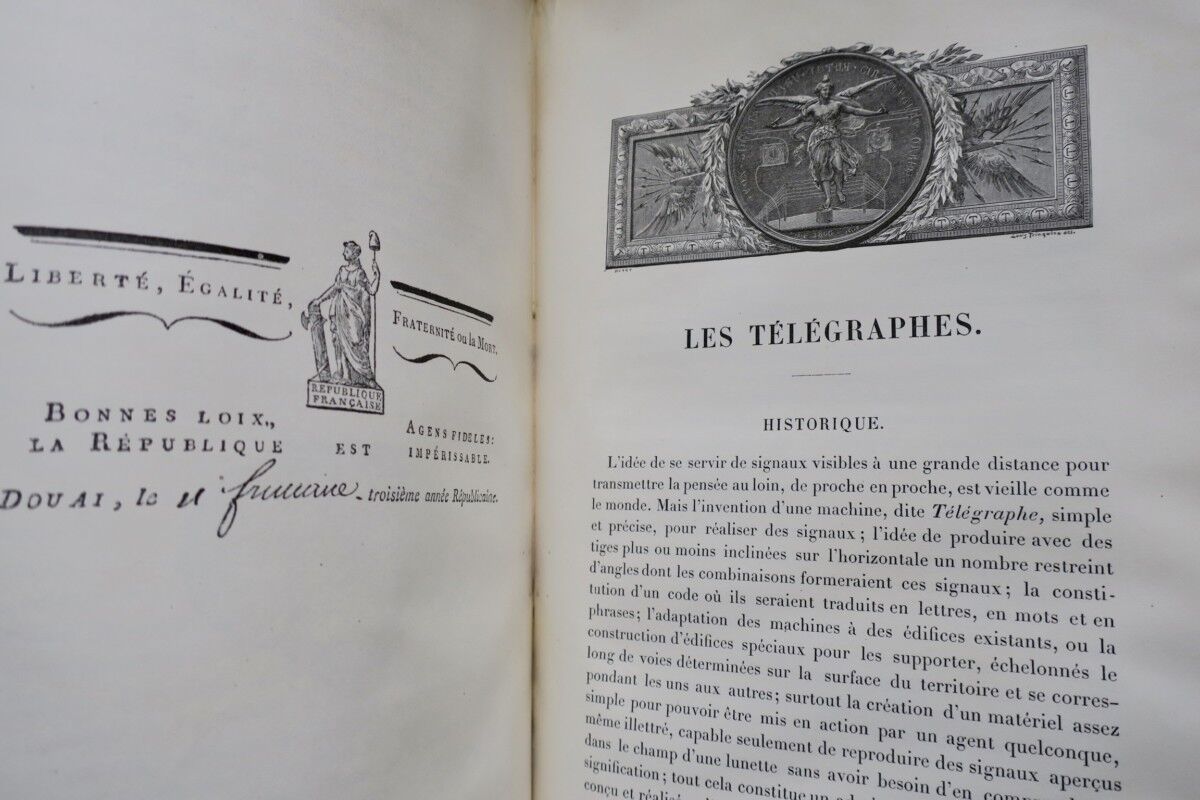 LIBERTÉ, ÉGALITÉ,
FRATERNITÉ ou la MORT.
RÉPUBLIQUE
FRANÇAISE
BONNES LOIX.,
AGENS FIDELES:
LA RÉPUBLIQUE EST IMPÉRISSABLE.
DOUAI, le 11 frimaire troisième année Républicaine.
LES TÉLÉGRAPHES.
HISTORIQUE.
L'idée de se servir de signaux visibles à une grande distance pour
transmettre la pensée au loin, de proche en proche, est vieille comme
le monde. Mais l'invention d'une machine, dite Télégraphe, simple
et précise, pour réaliser des signaux; l'idée de produire avec des
tiges plus ou moins inclinées sur l'horizontale un nombre restreint
d'angles dont les combinaisons formeraient ces signaux; la consti-
tution d'un code où ils seraient traduits en lettres, en mots et en
phrases; l'adaptation des machines à des édifices existants, ou la
construction d'édifices spéciaux pour les supporter, échelonnés le
long de voies déterminées sur la surface du territoire et se corres-
pondant les uns aux autres; surtout la création d'un matériel assez
simple pour pouvoir être mis en action par un agent quelconque,
même illettré, capable seulement de reproduire des signaux aperçus
dans le champ d'une lunette sans avoir besoin d'en
signification; tout cela constitue un
conçu et